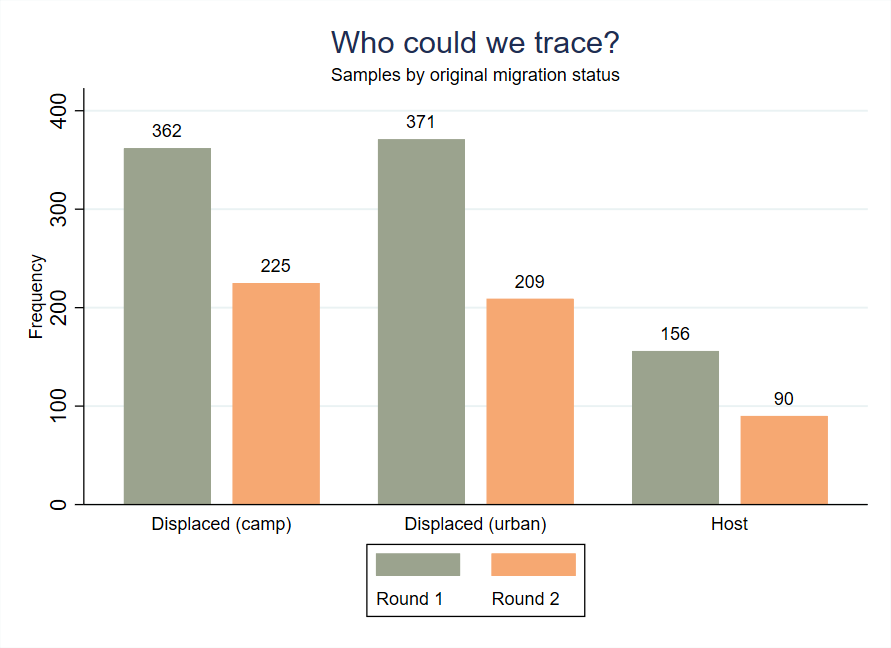 Who could we trace?
Samples by original migration status
Frequency
400
300
200
100
0
362
225
371
209
156
90
Displaced (camp)
Displaced (urban)
Host
Round 1
Round 2